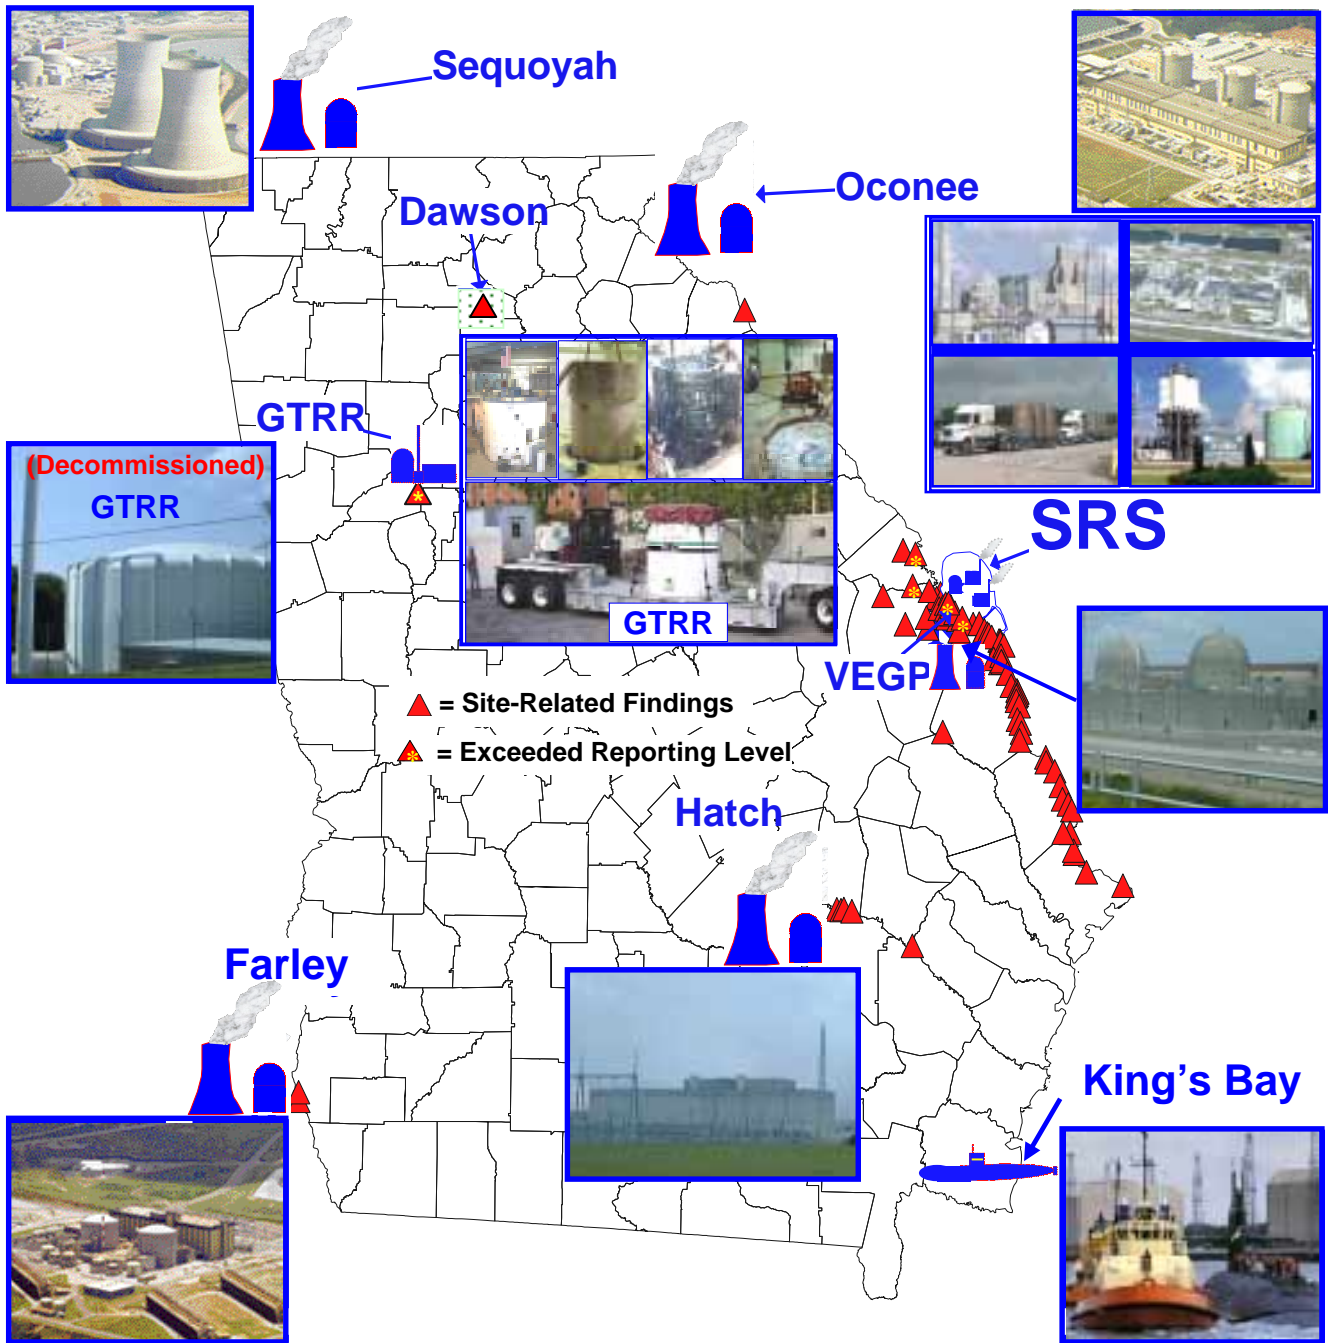 Sequoyah
Oconee
Dawson
GTRR
(Decommissioned)
GTRR
SRS
GTRR
VEGP
= Site-Related Findings
= Exceeded Reporting Level
Hatch
Farley
King's Bay